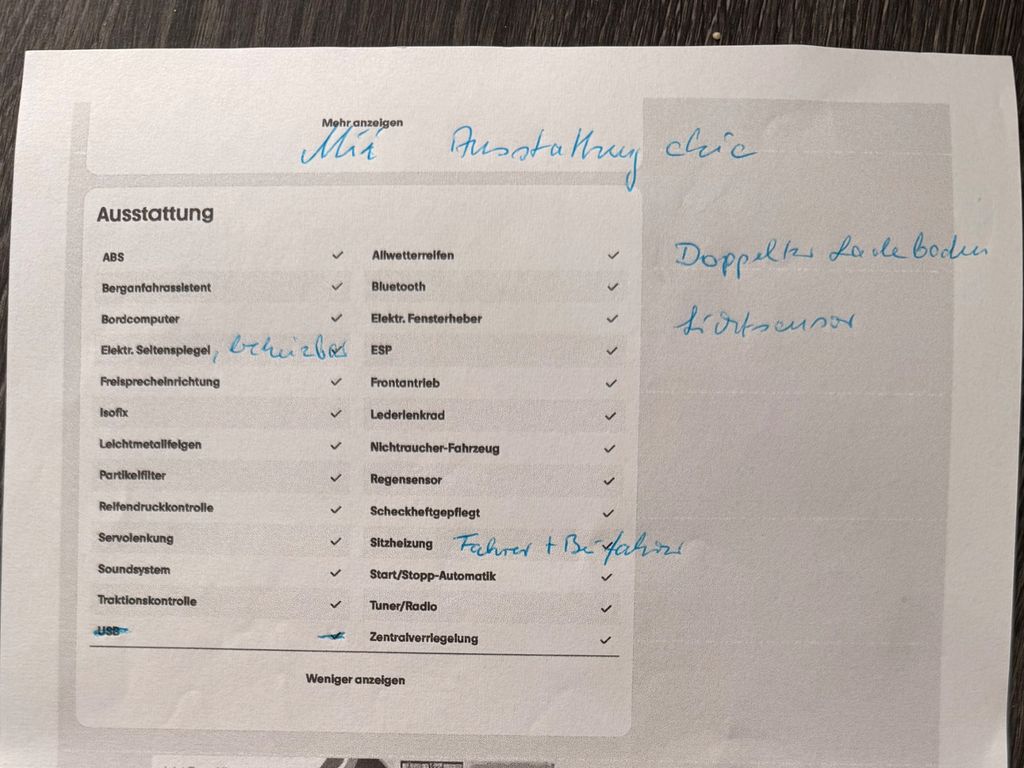 Mehr anzeigen
Mii Ausstattung chic
Ausstattung
ABS ✓ Allwetterreifen ✓
Doppelter Ladeboden
Berganfahrassistent ✓ Bluetooth ✓
Bordcomputer ✓ Elektr. Fensterheber ✓
Lichtsensor
Elektr. Seitenspiegel, beheizbar ✓ ESP ✓
Freisprecheinrichtung ✓ Frontantrieb ✓
Isofix ✓ Lederlenkrad ✓
Leichtmetallfelgen ✓ Nichtraucher-Fahrzeug ✓
Partikelfilter ✓ Regensensor ✓
Reifendruckkontrolle ✓ Scheckheftgepflegt ✓
Servolenkung ✓ Sitzheizung Fahrer + Beifahrer ✓
Soundsystem ✓ Start/Stopp-Automatik ✓
Traktionskontrolle ✓ Tuner/Radio ✓
USB ✓ Zentralverriegelung ✓
Weniger anzeigen